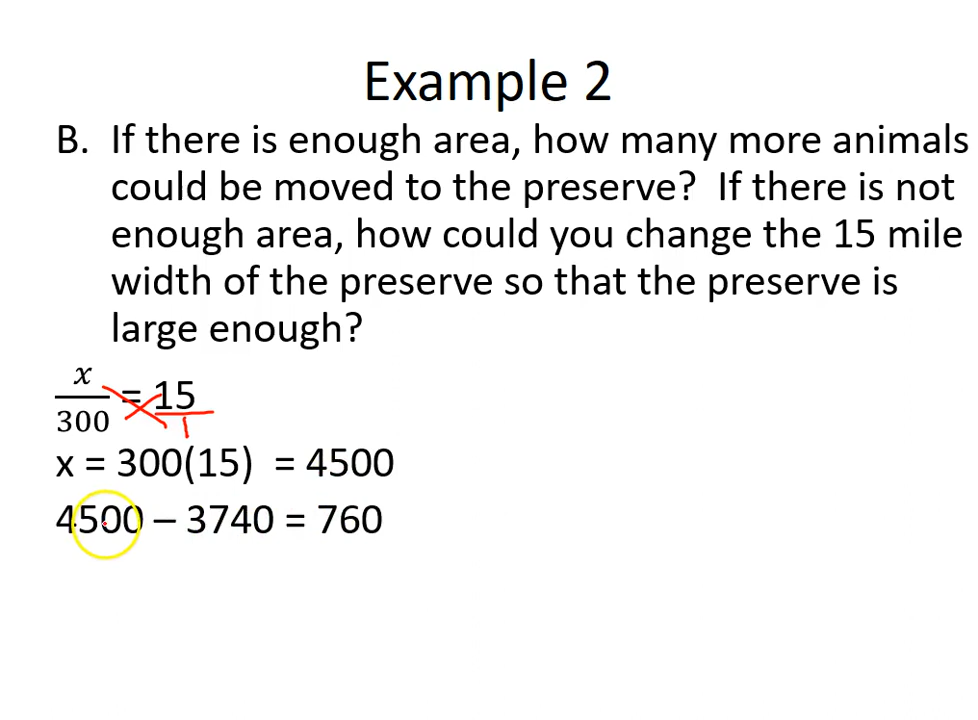 Example 2
B. If there is enough area, how many more animals
could be moved to the preserve? If there is not
enough area, how could you change the 15 mile
width of the preserve so that the preserve is
large enough?
x/300 = 15/1
x = 300(15) = 4500
4500 – 3740 = 760